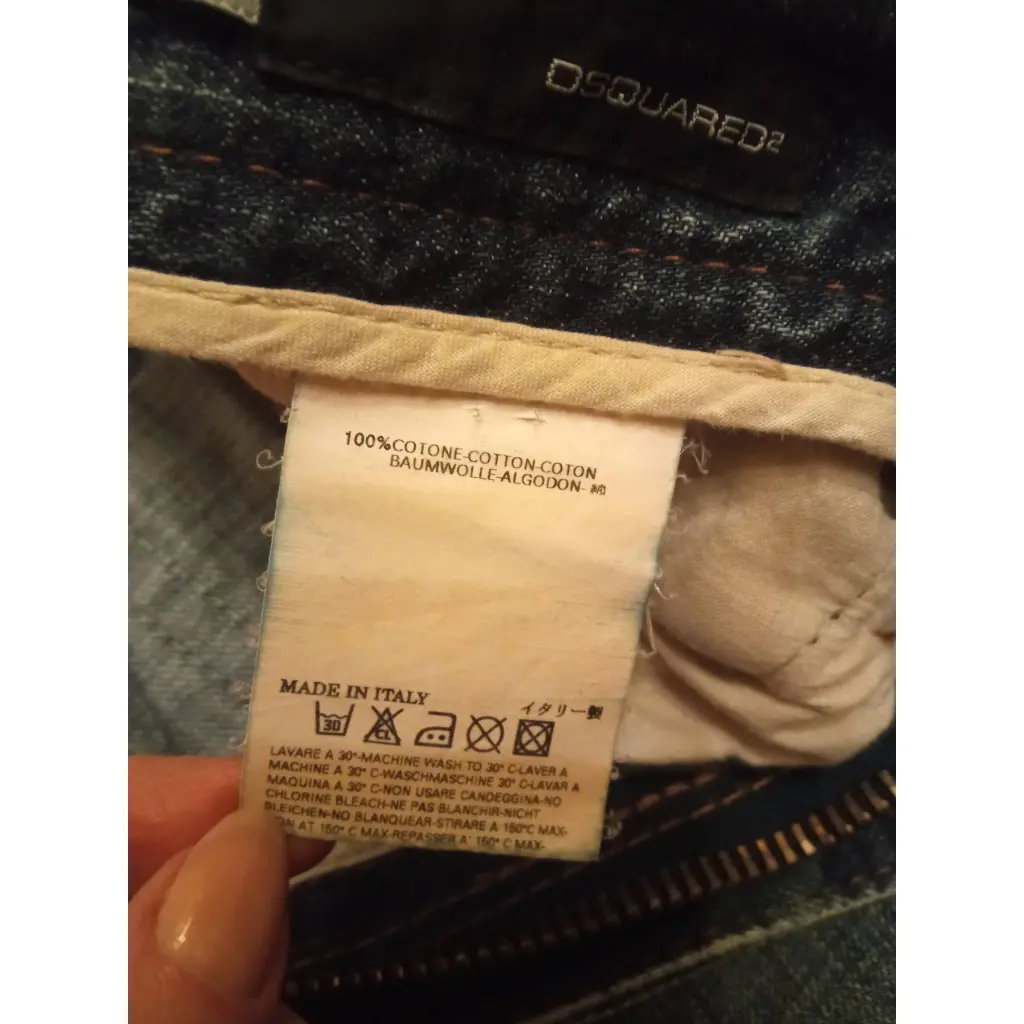 DSQUARED2
100%COTONE-COTTON-COTON
BAUMWOLLE-ALGODON- 綿
MADE IN ITALY
イタリー製
30 CL
LAVARE A 30°-MACHINE WASH TO 30° C-LAVER A
MACHINE A 30° C-WASCHMASCHINE 30° C-LAVAR A
MAQUINA A 30° C-NON USARE CANDEGGINA-NO
CHLORINE BLEACH-NE PAS BLANCHIR-NICHT
BLEICHEN-NO BLANQUEAR-STIRARE A 150°C MAX-
AT 150° C MAX-REPASSER A' 150° C MAX-